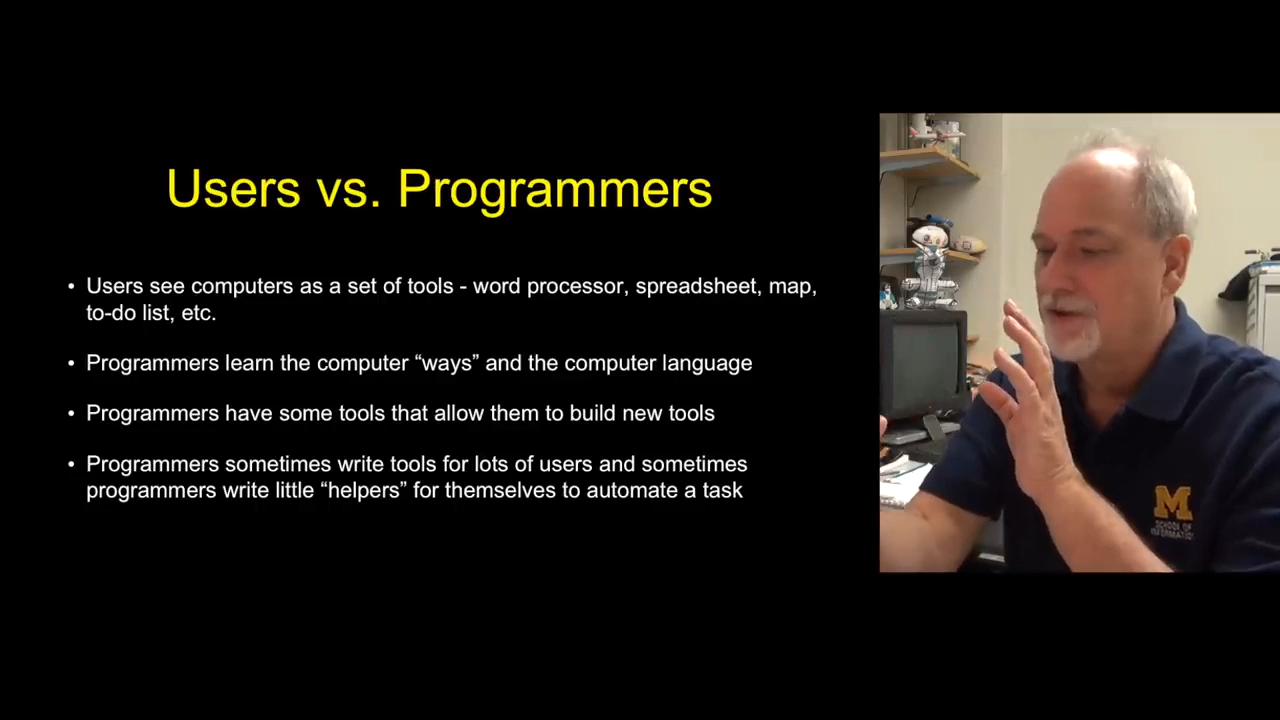 Users vs. Programmers
• Users see computers as a set of tools - word processor, spreadsheet, map,
to-do list, etc.
• Programmers learn the computer “ways” and the computer language
• Programmers have some tools that allow them to build new tools
• Programmers sometimes write tools for lots of users and sometimes
programmers write little “helpers” for themselves to automate a task
M
SCHOOL OF
INFORMATION